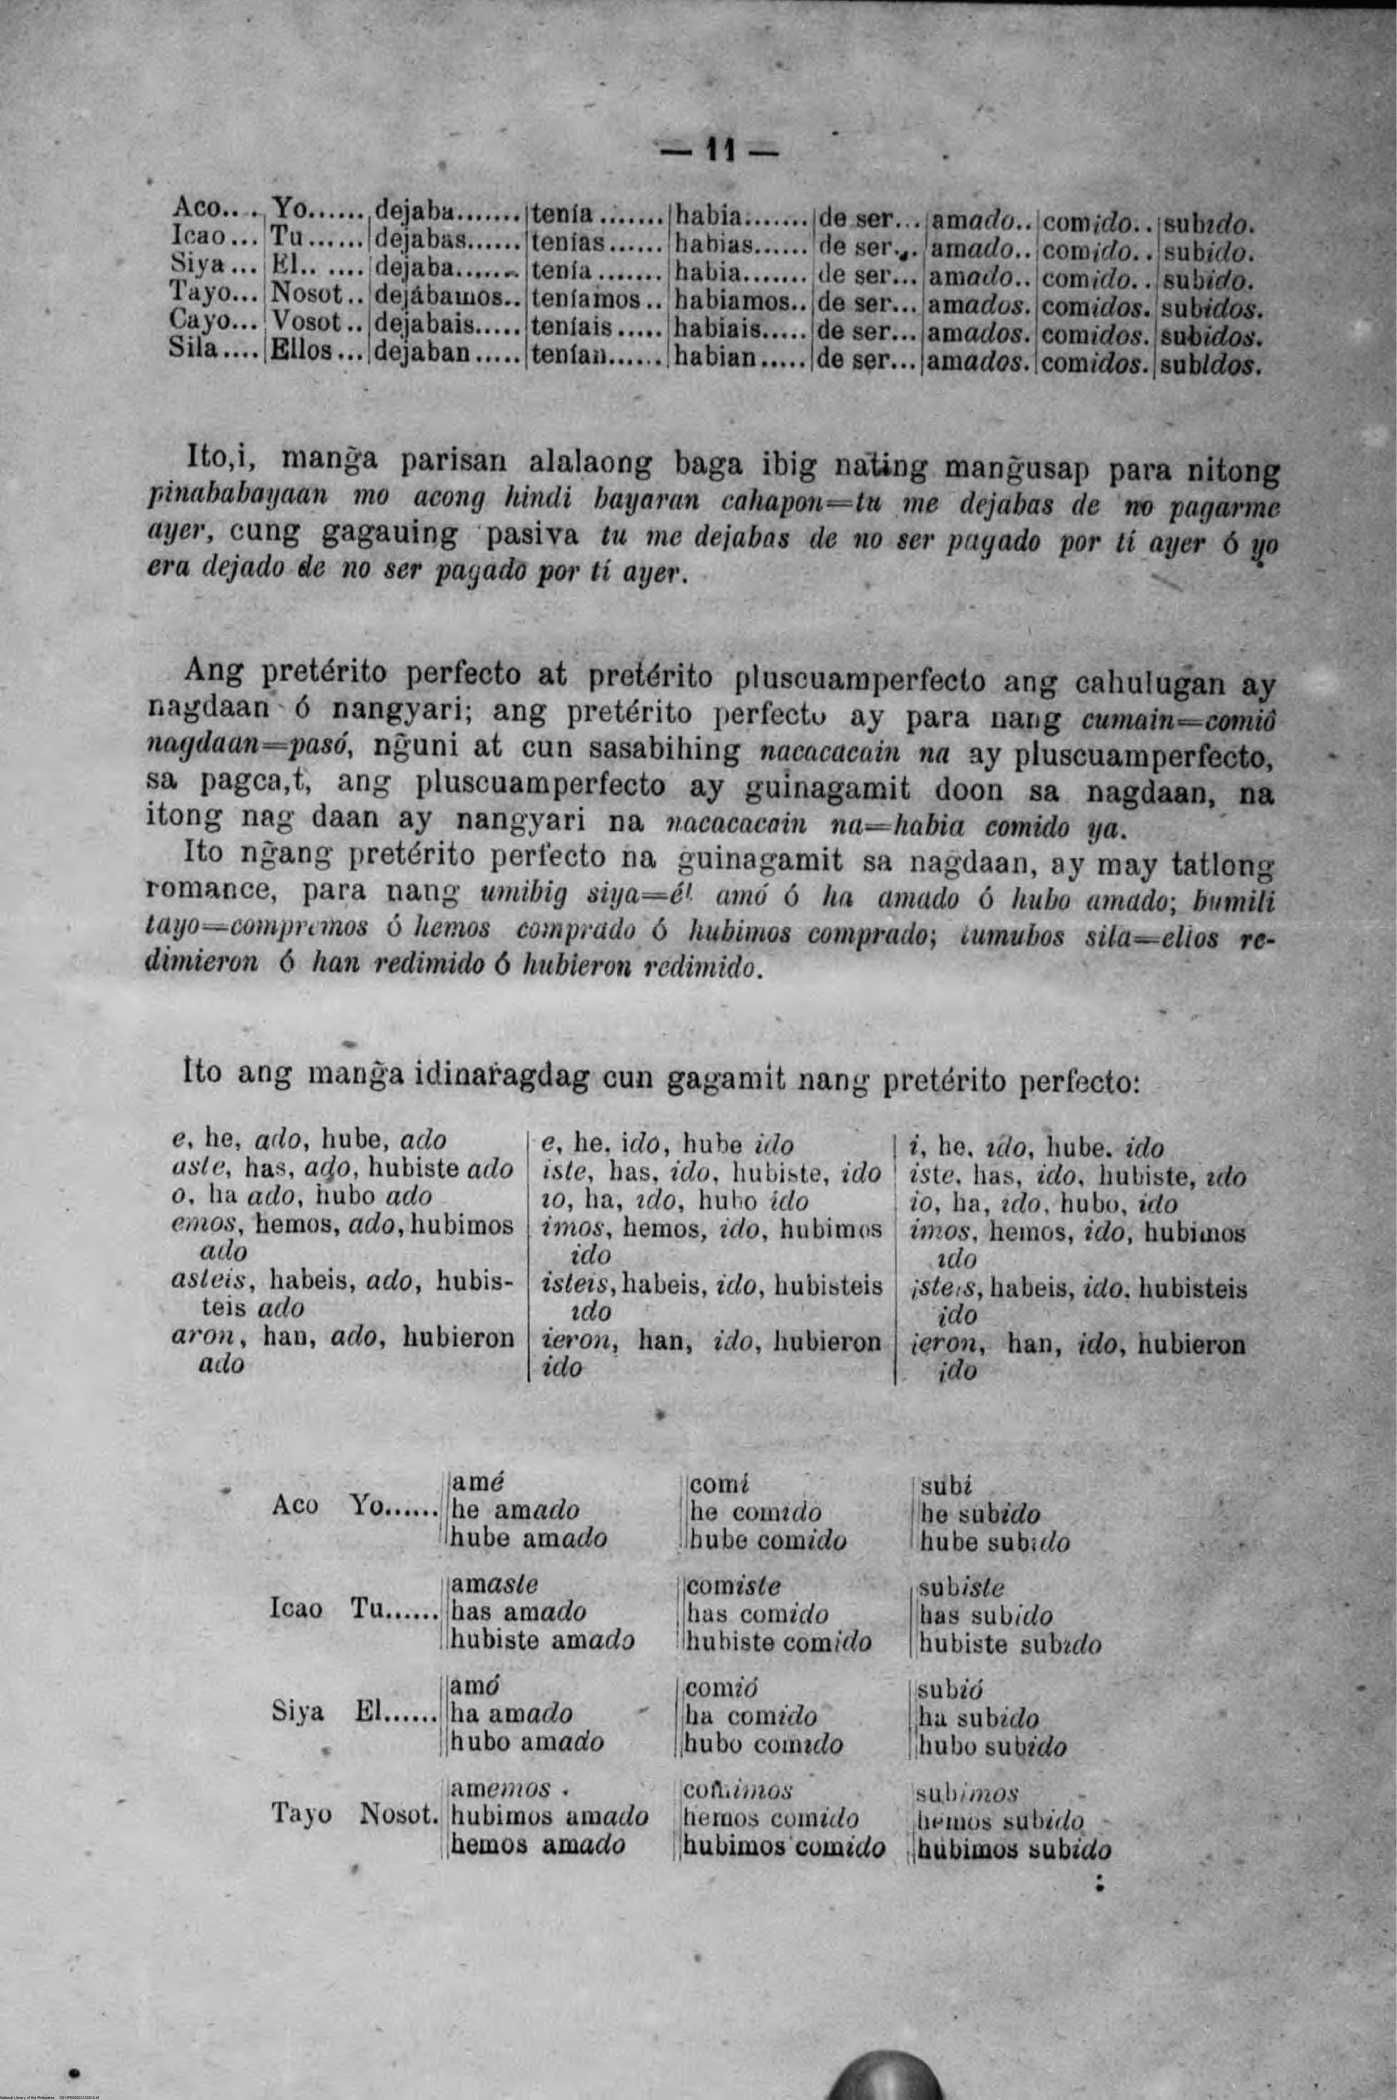 — 11 —
Aco.... Yo...... dejaba....... tenía ....... habia....... de ser... amado.. comido.. subido.
Icao... Tu...... dejabas...... tenías...... habias...... de ser... amado.. comido.. subido.
Siya... El.. .... dejaba....... tenía ....... habia....... de ser... amado.. comido.. subido.
Tayo... Nosot.. dejábamos.. teníamos.. habiamos.. de ser... amados. comidos. subidos.
Cayo... Vosot.. dejabais..... teníais..... habiais..... de ser... amados. comidos. subidos.
Sila.... Ellos... dejaban..... tenían...... habian..... de ser... amados. comidos. subidos.
Ito,i, mang̃a parisan alalaong baga ibig nating mang̃usap para nitong
pinababayaan mo acong hindi bayaran cahapon=tu me dejabas de no pagarme
ayer, cung gagauing pasiva tu me dejabas de no ser pagado por tí ayer ó yo
era dejado de no ser pagado por tí ayer.
Ang pretérito perfecto at pretérito pluscuamperfecto ang cahulugan ay
nagdaan ó nangyari; ang pretérito perfecto ay para nang cumain=comió
nagdaan=pasó, ng̃uni at cun sasabihing nacacacain na ay pluscuamperfecto,
sa pagca,t, ang pluscuamperfecto ay guinagamit doon sa nagdaan, na
itong nag daan ay nangyari na nacacacain na=habia comido ya.
Ito ng̃ang pretérito perfecto na guinagamit sa nagdaan, ay may tatlong
romance, para nang umibig siya=él amó ó ha amado ó hubo amado; bumili
tayo=compremos ó hemos comprado ó hubimos comprado; tumubos sila=ellos re-
dimieron ó han redimido ó hubieron redimido.
Ito ang mang̃a idinaragdag cun gagamit nang pretérito perfecto:
e, he, ado, hube, ado
aste, has, ado, hubiste ado
o, ha ado, hubo ado
emos, hemos, ado, hubimos
ado
asteis, habeis, ado, hubis-
teis ado
aron, han, ado, hubieron
ado
e, he, ido, hube ido
iste, has, ido, hubiste, ido
io, ha, ido, hubo ido
imos, hemos, ido, hubimos
ido
isteis, habeis, ido, hubisteis
ido
ieron, han, ido, hubieron
ido
i, he, ido, hube, ido
iste, has, ido, hubiste, ido
io, ha, ido, hubo, ido
imos, hemos, ido, hubimos
ido
isteis, habeis, ido, hubisteis
ido
ieron, han, ido, hubieron
ido
amé comí subí
Aco Yo...... he amado he comido he subido
hube amado hube comido hube subido
amaste comiste subiste
Icao Tu...... has amado has comido has subido
hubiste amado hubiste comido hubiste subido
amó comió subió
Siya El...... ha amado ha comido ha subido
hubo amado hubo comido hubo subido
amemos comimos subimos
Tayo Nosot. hubimos amado hemos comido hemos subido
hemos amado hubimos comido hubimos subido